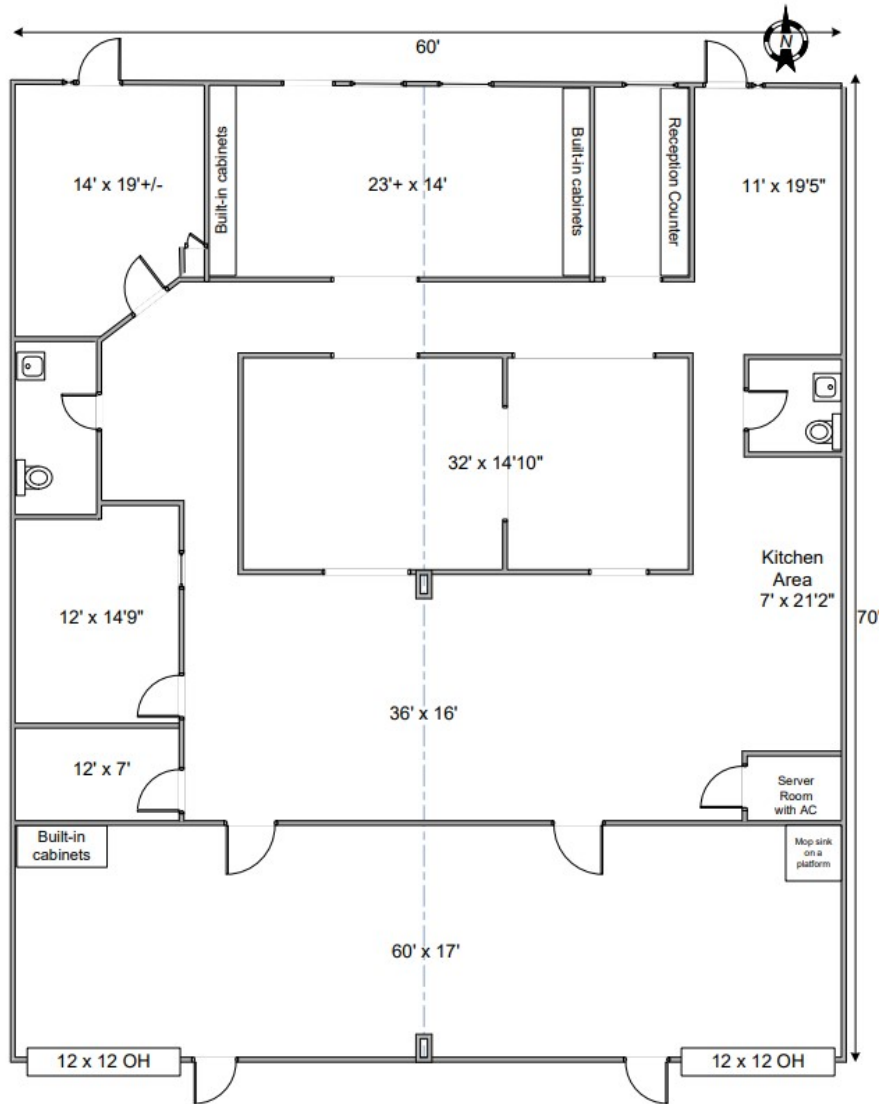 60'
N
14' x 19'+/-
Built-in cabinets
23'+ x 14'
Built-in cabinets
Reception Counter
11' x 19'5"
32' x 14'10"
Kitchen
Area
7' x 21'2"
12' x 14'9"
70'
36' x 16'
12' x 7'
Server
Room
with AC
Built-in
cabinets
Mop sink
on a
platform
60' x 17'
12 x 12 OH
12 x 12 OH